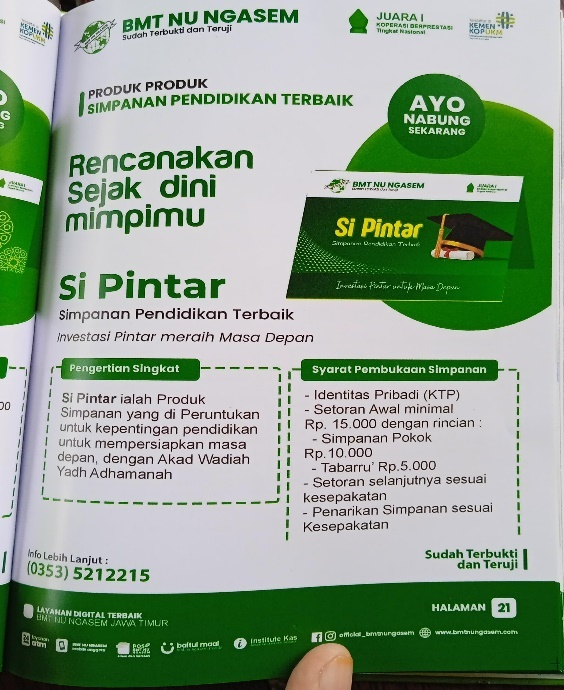 BMT NU NGASEM
Sudah Terbukti dan Teruji
JUARA I
KOPERASI BERPRESTASI
Tingkat Nasional
KEMEN
KOPUKM
PRODUK PRODUK
SIMPANAN PENDIDIKAN TERBAIK
AYO
NABUNG
SEKARANG
Rencanakan
Sejak dini
mimpimu
BMT NU NGASEM
JUARA I
Si Pintar
Simpanan Pendidikan Terbaik
Investasi Pintar untuk Masa Depan
Si Pintar
Simpanan Pendidikan Terbaik
Investasi Pintar meraih Masa Depan
Pengertian Singkat
Si Pintar ialah Produk
Simpanan yang di Peruntukan
untuk kepentingan pendidikan
untuk mempersiapkan masa
depan, dengan Akad Wadiah
Yadh Adhamanah
Syarat Pembukaan Simpanan
- Identitas Pribadi (KTP)
- Setoran Awal minimal
Rp. 15.000 dengan rincian :
- Simpanan Pokok
Rp.10.000
- Tabarru' Rp.5.000
- Setoran selanjutnya sesuai
kesepakatan
- Penarikan Simpanan sesuai
Kesepakatan
Info Lebih Lanjut :
(0353) 5212215
Sudah Terbukti
dan Teruji
LAYANAN DIGITAL TERBAIK
BMT NU NGASEM JAWA TIMUR
HALAMAN 21
layanan
atm
baitul maal
Institute Kas
official_bmtnungasem
www.bmtnungasem.com